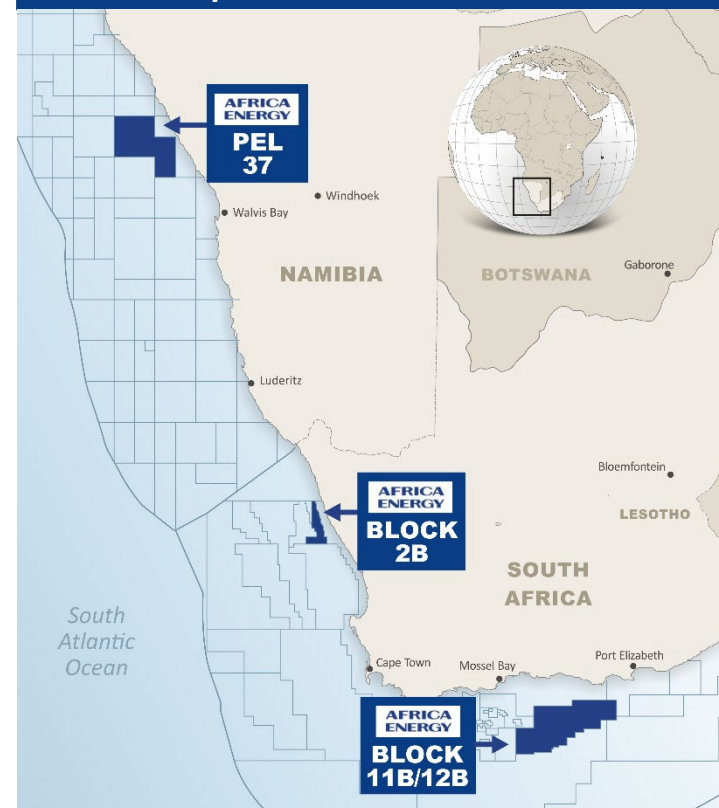 AFRICA
ENERGY
PEL
37
Windhoek
Walvis Bay
NAMIBIA
BOTSWANA
Gaborone
Luderitz
AFRICA
ENERGY
BLOCK
2B
Bloemfontein
LESOTHO
SOUTH
AFRICA
South
Atlantic
Ocean
Cape Town
Mossel Bay
Port Elizabeth
AFRICA
ENERGY
BLOCK
11B/12B